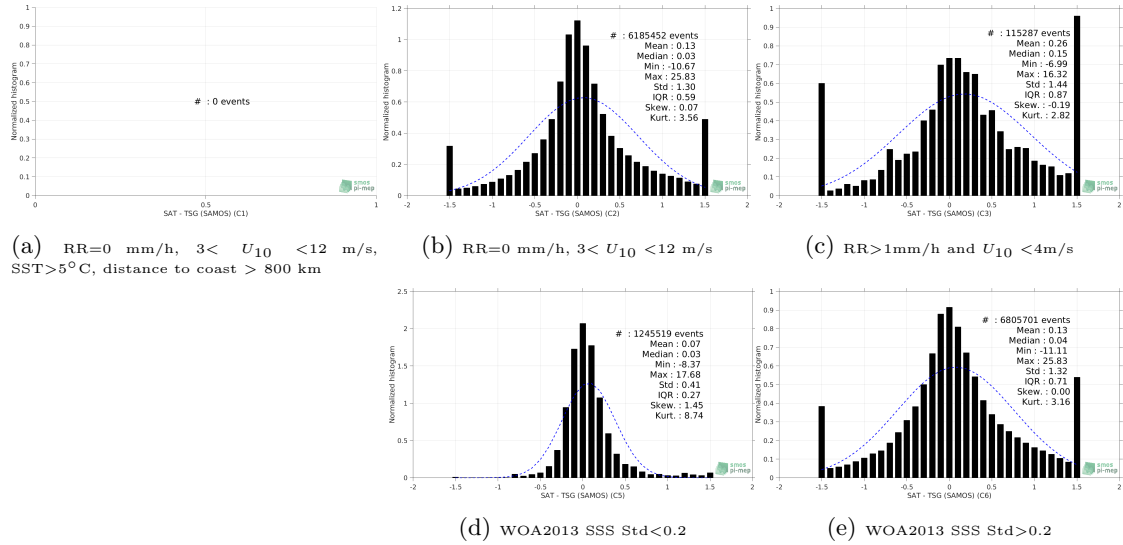 1
0.9
0.8
0.7
0.6
0.5
0.4
0.3
0.2
0.1
0
Normalized histogram
# : 0 events
smos
pi-mep
0 0.5 1
SAT - TSG (SAMOS) (C1)
(a) RR=0 mm/h, 3< U10 <12 m/s,
SST>5°C, distance to coast > 800 km
1.2
1
0.8
0.6
0.4
0.2
0
Normalized histogram
# : 6185452 events
Mean : 0.13
Median : 0.03
Min : -10.67
Max : 25.83
Std : 1.30
IQR : 0.59
Skew. : 0.07
Kurt. : 3.56
smos
pi-mep
-2 -1.5 -1 -0.5 0 0.5 1 1.5 2
SAT - TSG (SAMOS) (C2)
(b) RR=0 mm/h, 3< U10 <12 m/s
1
0.9
0.8
0.7
0.6
0.5
0.4
0.3
0.2
0.1
0
Normalized histogram
# : 115287 events
Mean : 0.26
Median : 0.15
Min : -6.99
Max : 16.32
Std : 1.44
IQR : 0.87
Skew. : -0.19
Kurt. : 2.82
smos
pi-mep
-2 -1.5 -1 -0.5 0 0.5 1 1.5 2
SAT - TSG (SAMOS) (C3)
(c) RR>1mm/h and U10 <4m/s
2.5
2
1.5
1
0.5
0
Normalized histogram
# : 1245519 events
Mean : 0.07
Median : 0.03
Min : -8.37
Max : 17.68
Std : 0.41
IQR : 0.27
Skew. : 1.45
Kurt. : 8.74
smos
pi-mep
-2 -1.5 -1 -0.5 0 0.5 1 1.5 2
SAT - TSG (SAMOS) (C5)
(d) WOA2013 SSS Std<0.2
1
0.9
0.8
0.7
0.6
0.5
0.4
0.3
0.2
0.1
0
Normalized histogram
# : 6805701 events
Mean : 0.13
Median : 0.04
Min : -11.11
Max : 25.83
Std : 1.32
IQR : 0.71
Skew. : 0.00
Kurt. : 3.16
smos
pi-mep
-2 -1.5 -1 -0.5 0 0.5 1 1.5 2
SAT - TSG (SAMOS) (C6)
(e) WOA2013 SSS Std>0.2